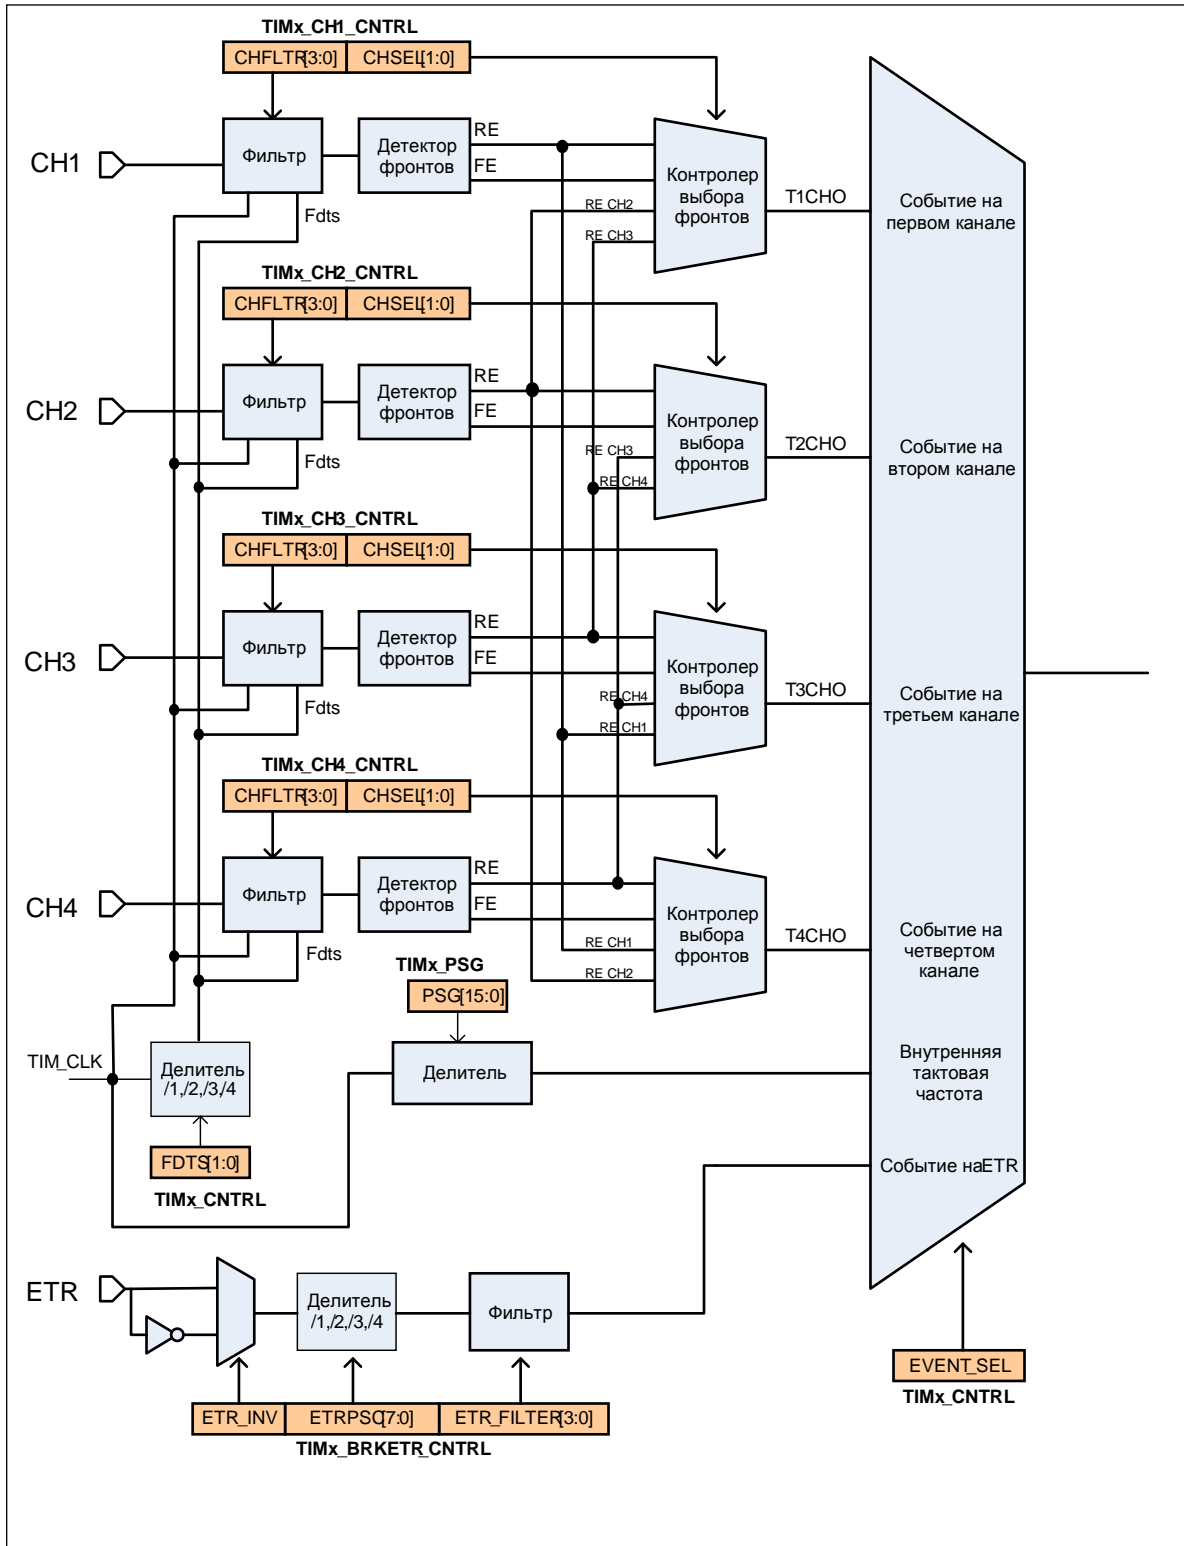 TIMx_CH1_CNTRL
CHFLTR[3:0] CHSEL[1:0]
CH1
Фильтр
Детектор
фронтов
RE
FE
RE CH2
RE CH3
Контролер
выбора
фронтов
T1CHO
Событие на
первом канале
Fdts
TIMx_CH2_CNTRL
CHFLTR[3:0] CHSEL[1:0]
CH2
Фильтр
Детектор
фронтов
RE
FE
RE CH3
RE CH4
Контролер
выбора
фронтов
T2CHO
Событие на
втором канале
Fdts
TIMx_CH3_CNTRL
CHFLTR[3:0] CHSEL[1:0]
CH3
Фильтр
Детектор
фронтов
RE
FE
RE CH4
RE CH1
Контролер
выбора
фронтов
T3CHO
Событие на
третьем канале
Fdts
TIMx_CH4_CNTRL
CHFLTR[3:0] CHSEL[1:0]
CH4
Фильтр
Детектор
фронтов
RE
FE
RE CH1
RE CH2
Контролер
выбора
фронтов
T4CHO
Событие на
четвертом
канале
Fdts
TIMx_PSG
PSG[15:0]
TIM_CLK
Делитель
/1,/2,/3,/4
Делитель
Внутренняя
тактовая
частота
FDTS[1:0]
TIMx_CNTRL
Событие на ETR
ETR
Делитель
/1,/2,/3,/4
Фильтр
ETR_INV ETRPSC[7:0] ETR_FILTER[3:0]
TIMx_BRKETR_CNTRL
EVENT_SEL
TIMx_CNTRL